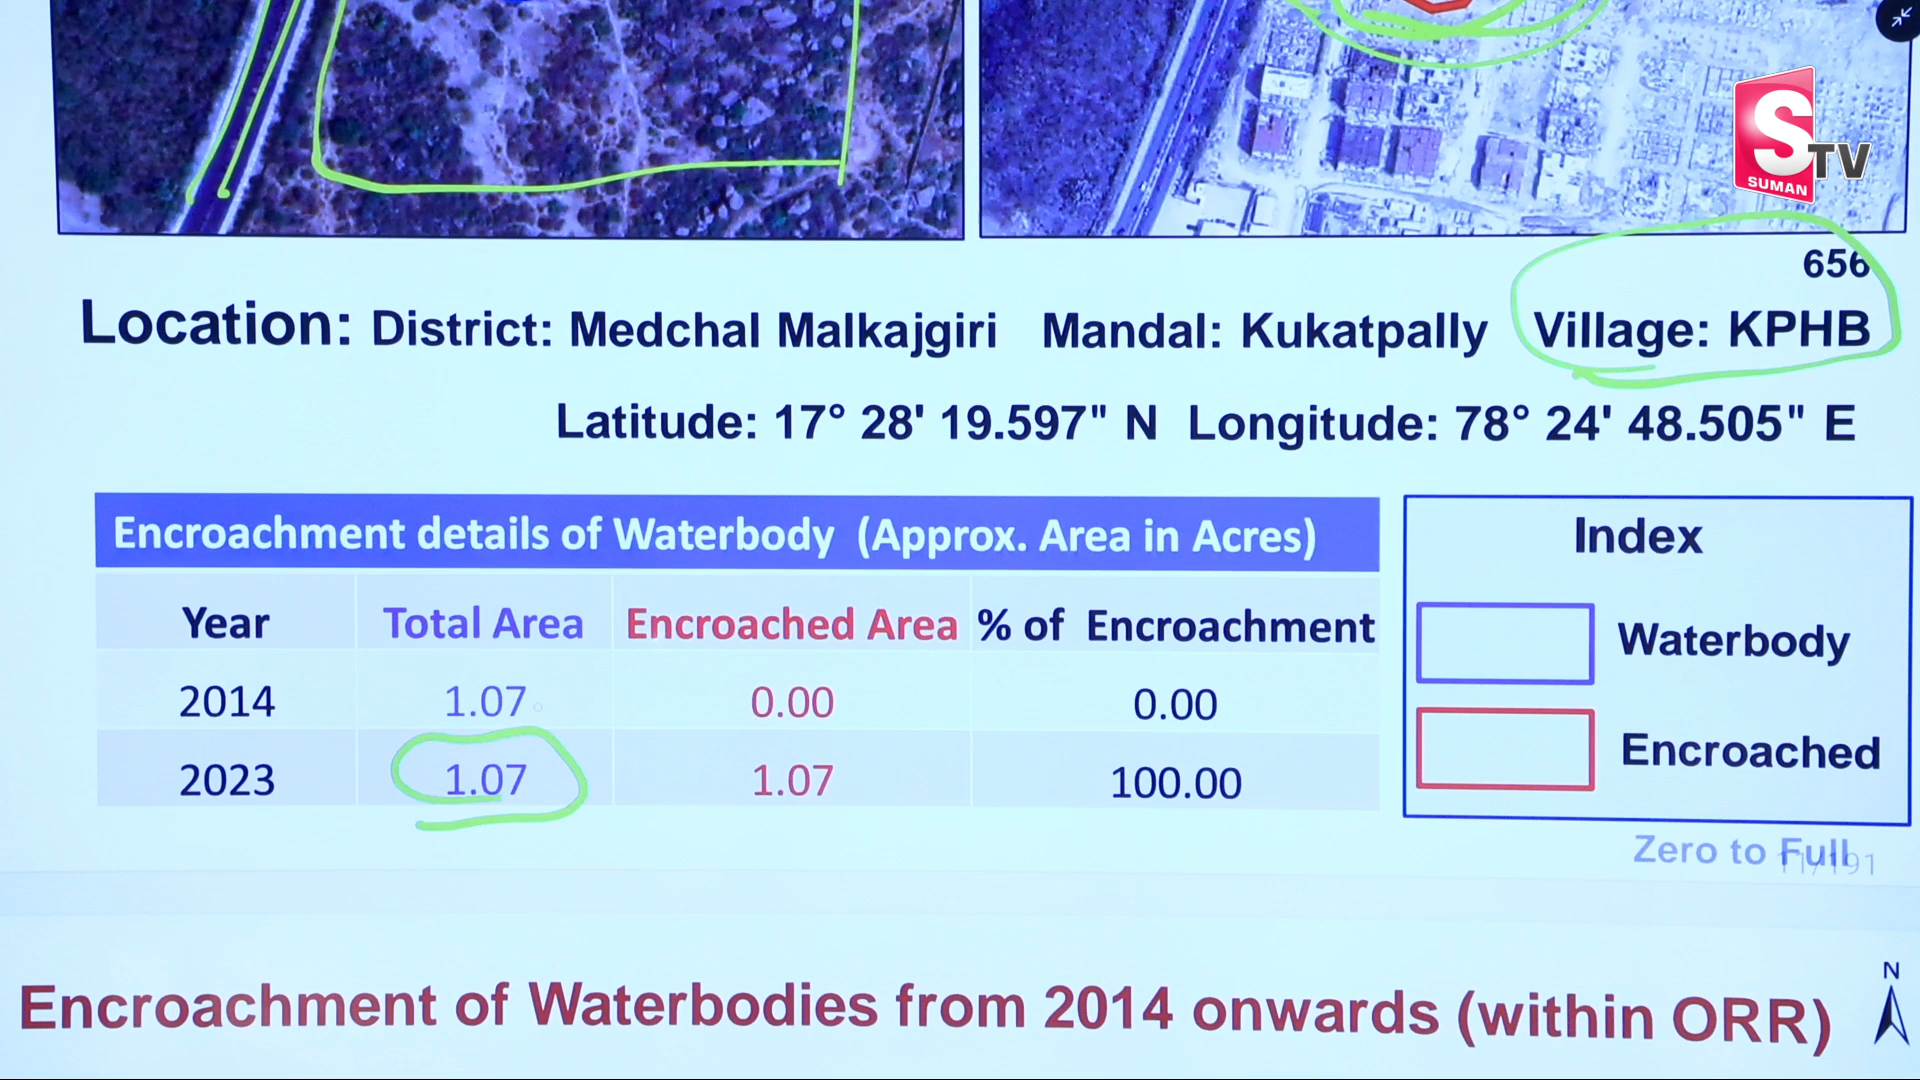 S
TV
SUMAN
656
Location: District: Medchal Malkajgiri Mandal: Kukatpally Village: KPHB
Latitude: 17° 28' 19.597" N Longitude: 78° 24' 48.505" E
Encroachment details of Waterbody (Approx. Area in Acres)
Year Total Area Encroached Area % of Encroachment
2014 1.07 0.00 0.00
2023 1.07 1.07 100.00
Index
Waterbody
Encroached
Zero to Full
11/191
N
Encroachment of Waterbodies from 2014 onwards (within ORR)